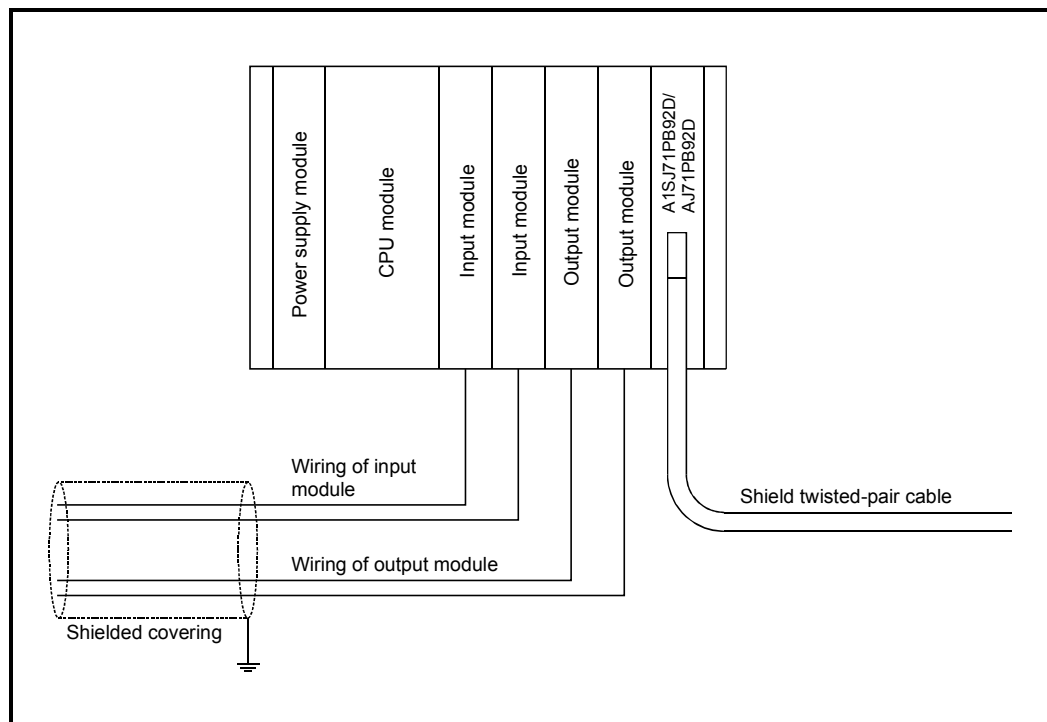 Power supply module
CPU module
Input module
Input module
Output module
Output module
A1SJ71PB92D/
AJ71PB92D
Wiring of input
module
Shield twisted-pair cable
Wiring of output module
Shielded covering